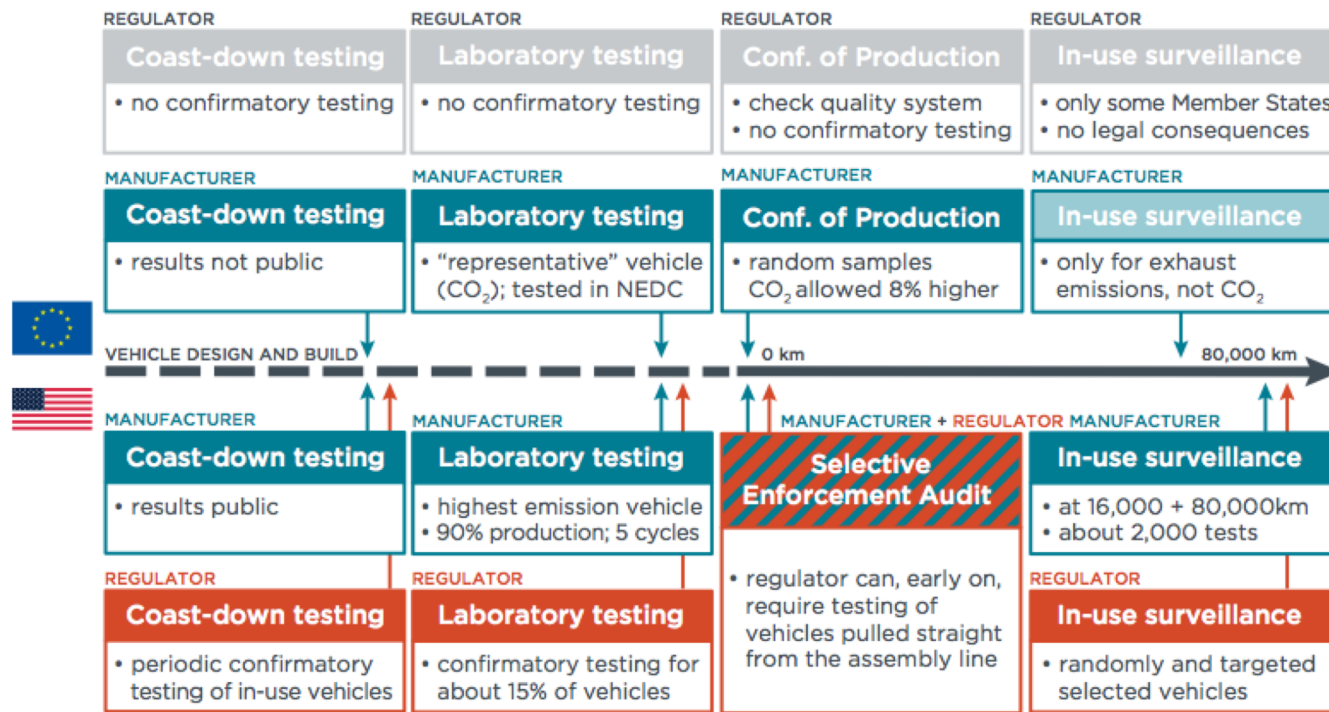 REGULATOR
Coast-down testing
• no confirmatory testing
REGULATOR
Laboratory testing
• no confirmatory testing
REGULATOR
Conf. of Production
• check quality system
• no confirmatory testing
REGULATOR
In-use surveillance
• only some Member States
• no legal consequences
MANUFACTURER
Coast-down testing
• results not public
MANUFACTURER
Laboratory testing
• “representative” vehicle
(CO₂); tested in NEDC
MANUFACTURER
Conf. of Production
• random samples
CO₂ allowed 8% higher
MANUFACTURER
In-use surveillance
• only for exhaust
emissions, not CO₂
VEHICLE DESIGN AND BUILD
0 km
80,000 km
MANUFACTURER
Coast-down testing
• results public
MANUFACTURER
Laboratory testing
• highest emission vehicle
• 90% production; 5 cycles
MANUFACTURER + REGULATOR
Selective
Enforcement Audit
• regulator can, early on,
require testing of
vehicles pulled straight
from the assembly line
MANUFACTURER
In-use surveillance
• at 16,000 + 80,000km
• about 2,000 tests
REGULATOR
Coast-down testing
• periodic confirmatory
testing of in-use vehicles
REGULATOR
Laboratory testing
• confirmatory testing for
about 15% of vehicles
REGULATOR
In-use surveillance
• randomly and targeted
selected vehicles